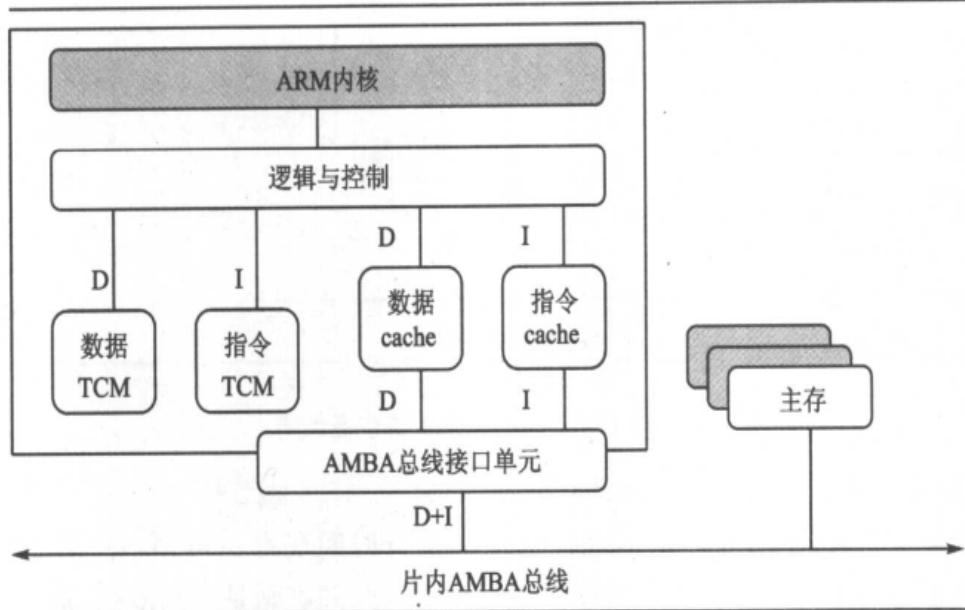 ARM内核
逻辑与控制
D
I
D
I
数据
TCM
指令
TCM
数据
cache
指令
cache
D
I
主存
AMBA总线接口单元
D+I
片内AMBA总线